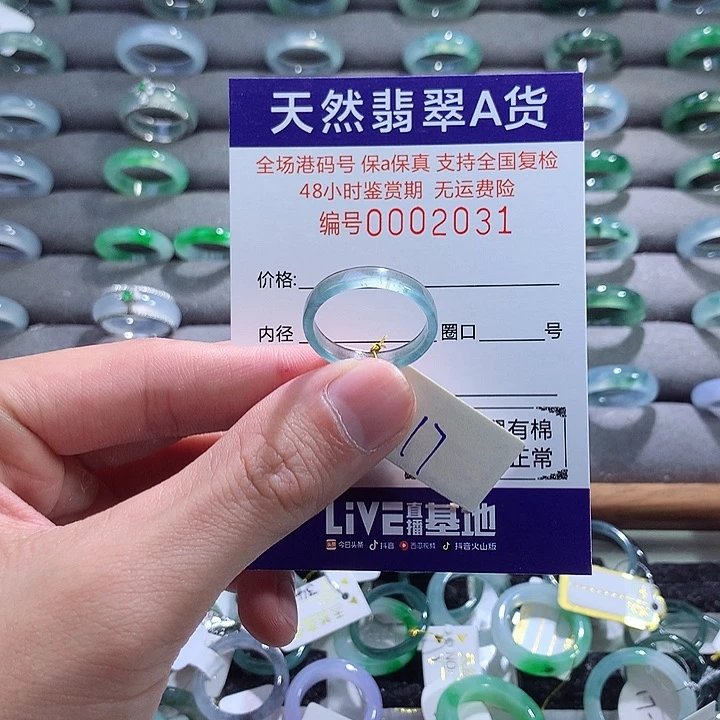 天然翡翠A货
全场港码号 保a保真 支持全国复检
48小时鉴赏期 无运费险
编号0002031
价格:
内径 圈口 号
有棉
正常
17
LiVE直播基地
今日头条 抖音 西瓜视频 抖音火山版